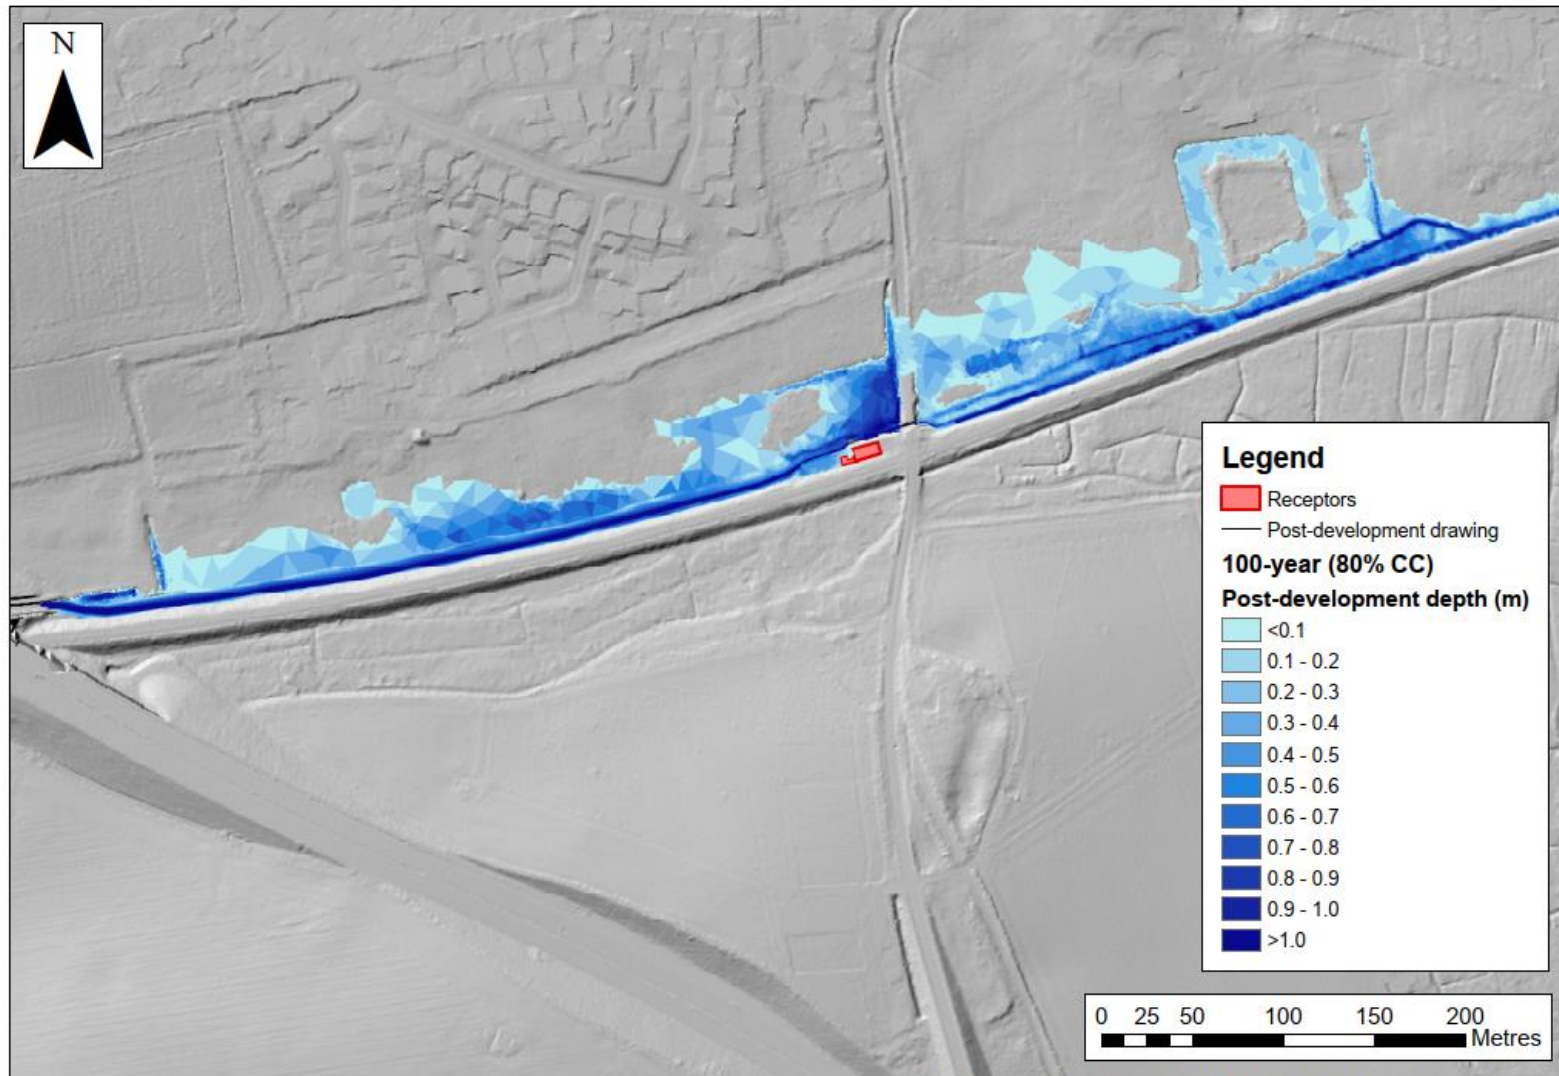 N
Legend
Receptors
Post-development drawing
100-year (80% CC)
Post-development depth (m)
<0.1
0.1 - 0.2
0.2 - 0.3
0.3 - 0.4
0.4 - 0.5
0.5 - 0.6
0.6 - 0.7
0.7 - 0.8
0.8 - 0.9
0.9 - 1.0
>1.0
0 25 50 100 150 200
Metres